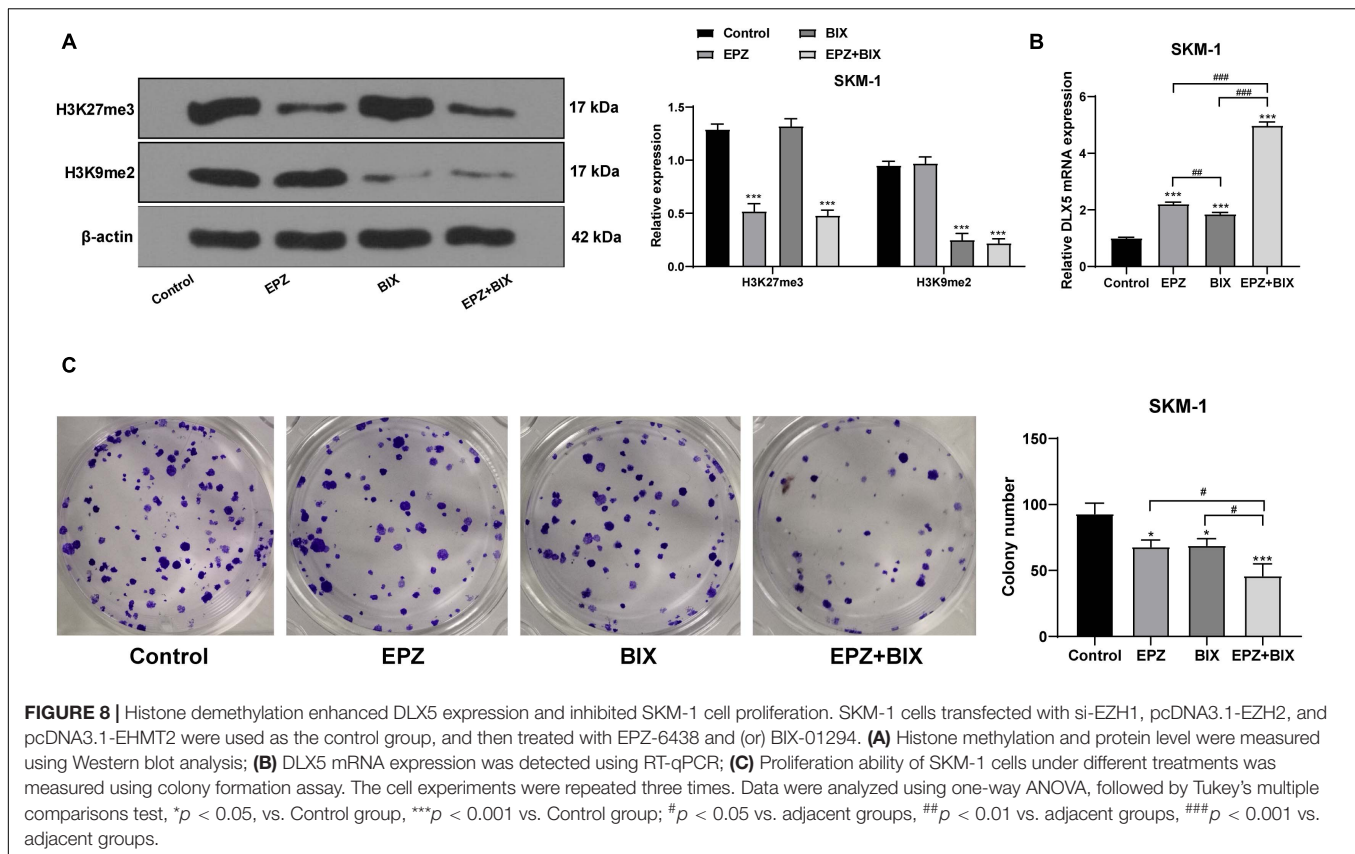 A
H3K27me3
17 kDa
H3K9me2
17 kDa
β-actin
42 kDa
Control
EPZ
BIX
EPZ+BIX
Control
BIX
EPZ
EPZ+BIX
SKM-1
Relative expression
1.5
1.0
0.5
0.0
***
***
***
***
H3K27me3
H3K9me2
B
SKM-1
Relative DLX5 mRNA expression
6
4
2
0
###
###
***
##
***
***
Control EPZ BIX EPZ+BIX
C
Control
EPZ
BIX
EPZ+BIX
SKM-1
Colony number
150
100
50
0
#
#
*
*
***
Control EPZ BIX EPZ+BIX
FIGURE 8 | Histone demethylation enhanced DLX5 expression and inhibited SKM-1 cell proliferation. SKM-1 cells transfected with si-EZH1, pcDNA3.1-EZH2, and
pcDNA3.1-EHMT2 were used as the control group, and then treated with EPZ-6438 and (or) BIX-01294. (A) Histone methylation and protein level were measured
using Western blot analysis; (B) DLX5 mRNA expression was detected using RT-qPCR; (C) Proliferation ability of SKM-1 cells under different treatments was
measured using colony formation assay. The cell experiments were repeated three times. Data were analyzed using one-way ANOVA, followed by Tukey's multiple
comparisons test, *p < 0.05, vs. Control group, ***p < 0.001 vs. Control group; #p < 0.05 vs. adjacent groups, ##p < 0.01 vs. adjacent groups, ###p < 0.001 vs.
adjacent groups.